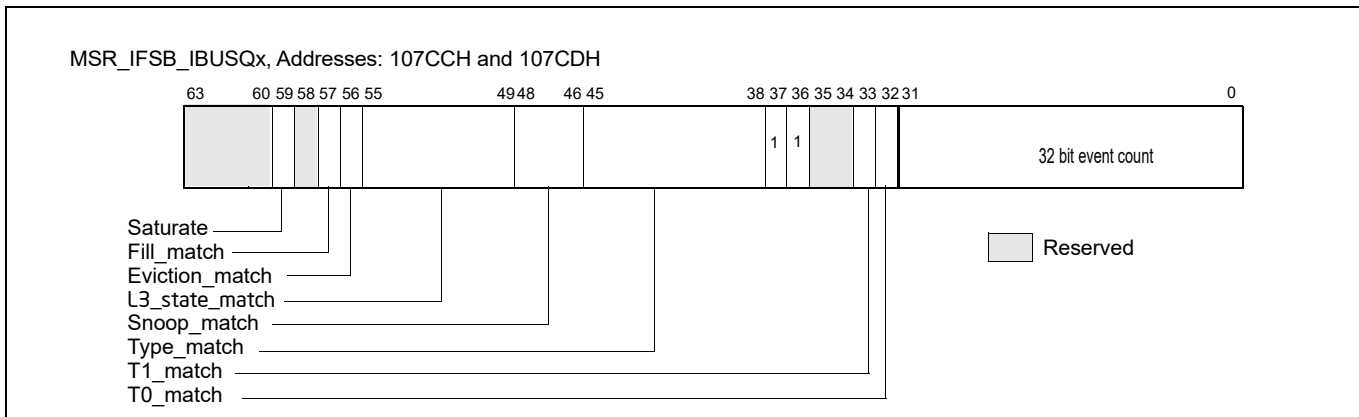 MSR_IFSB_IBUSQx, Addresses: 107CCH and 107CDH
63 60 59 58 57 56 55 49 48 46 45 38 37 36 35 34 33 32 31 0
1 1 32 bit event count
Saturate
Fill_match
Eviction_match
L3_state_match
Snoop_match
Type_match
T1_match
T0_match
Reserved